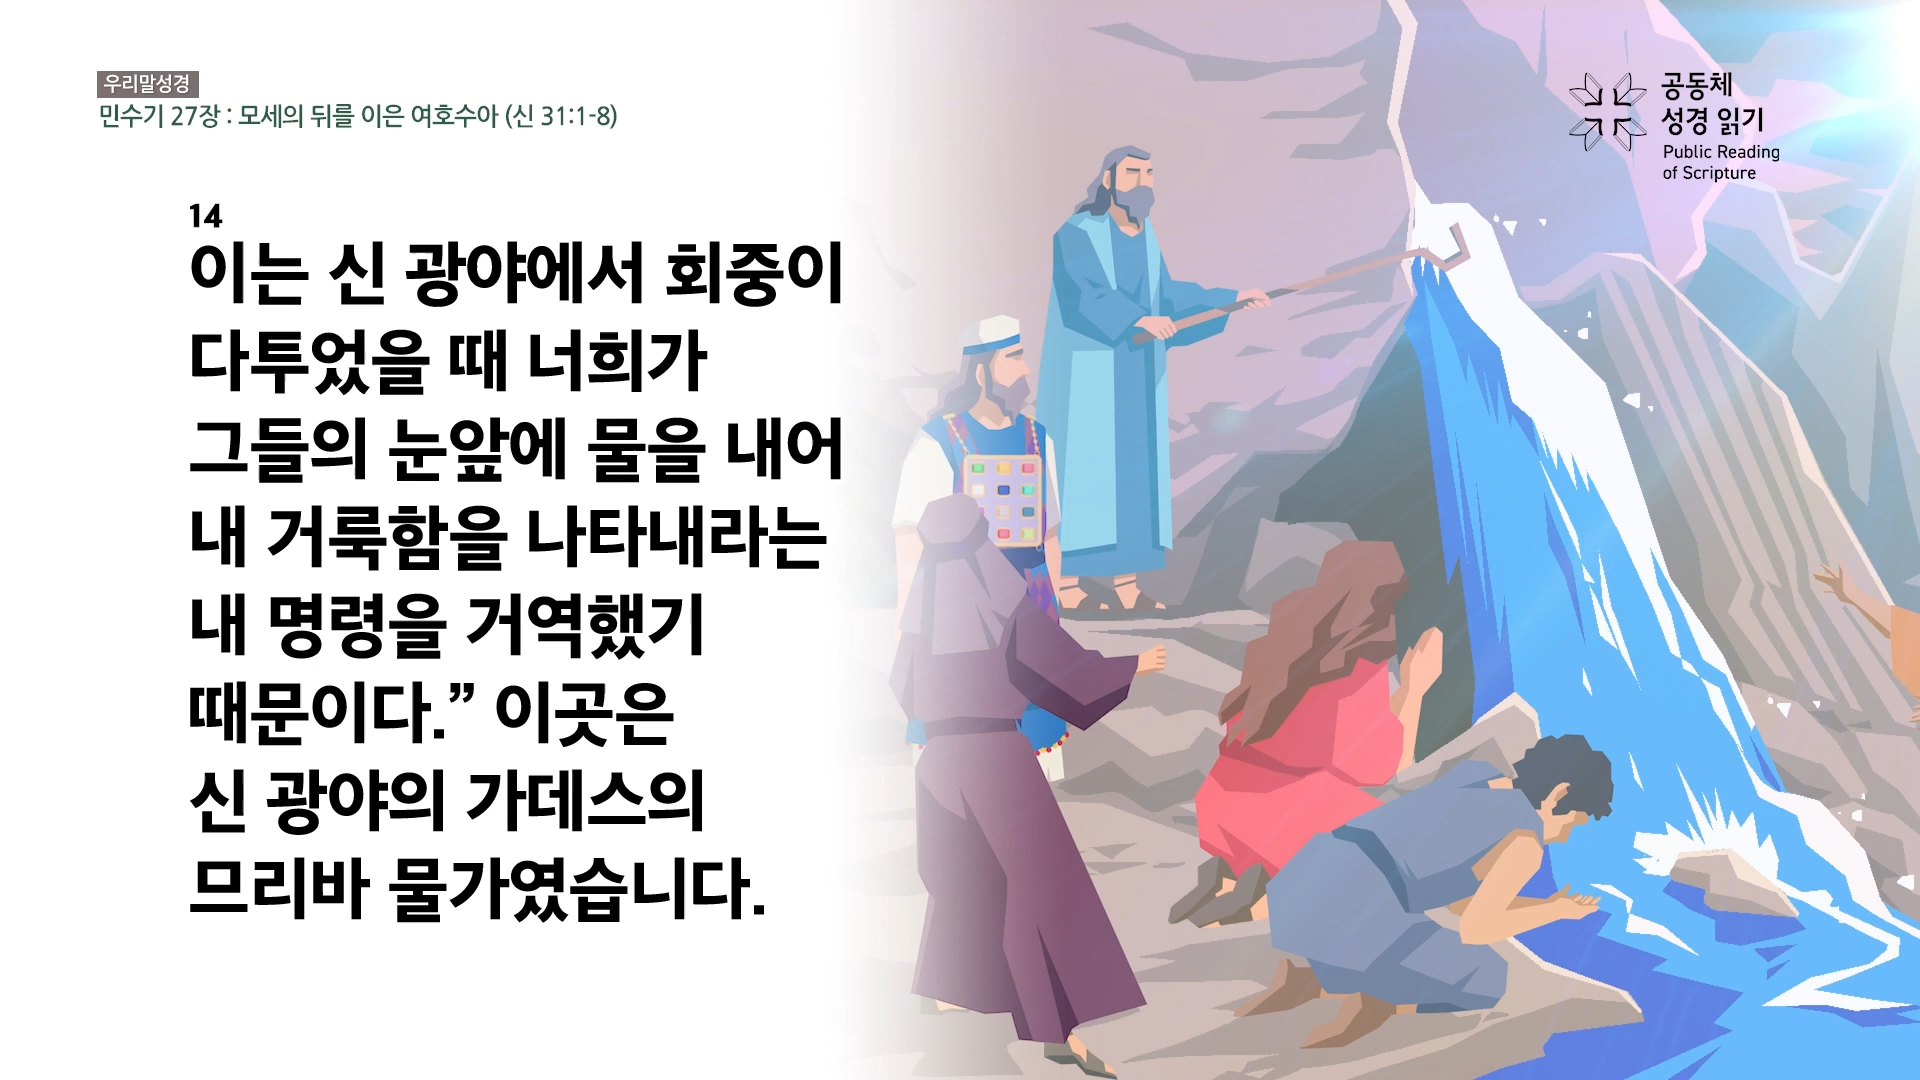 우리말성경
민수기 27장 : 모세의 뒤를 이은 여호수아 (신 31:1-8)
공동체
성경 읽기
Public Reading
of Scripture
14
이는 신 광야에서 회중이
다투었을 때 너희가
그들의 눈앞에 물을 내어
내 거룩함을 나타내라는
내 명령을 거역했기
때문이다.” 이곳은
신 광야의 가데스의
므리바 물가였습니다.